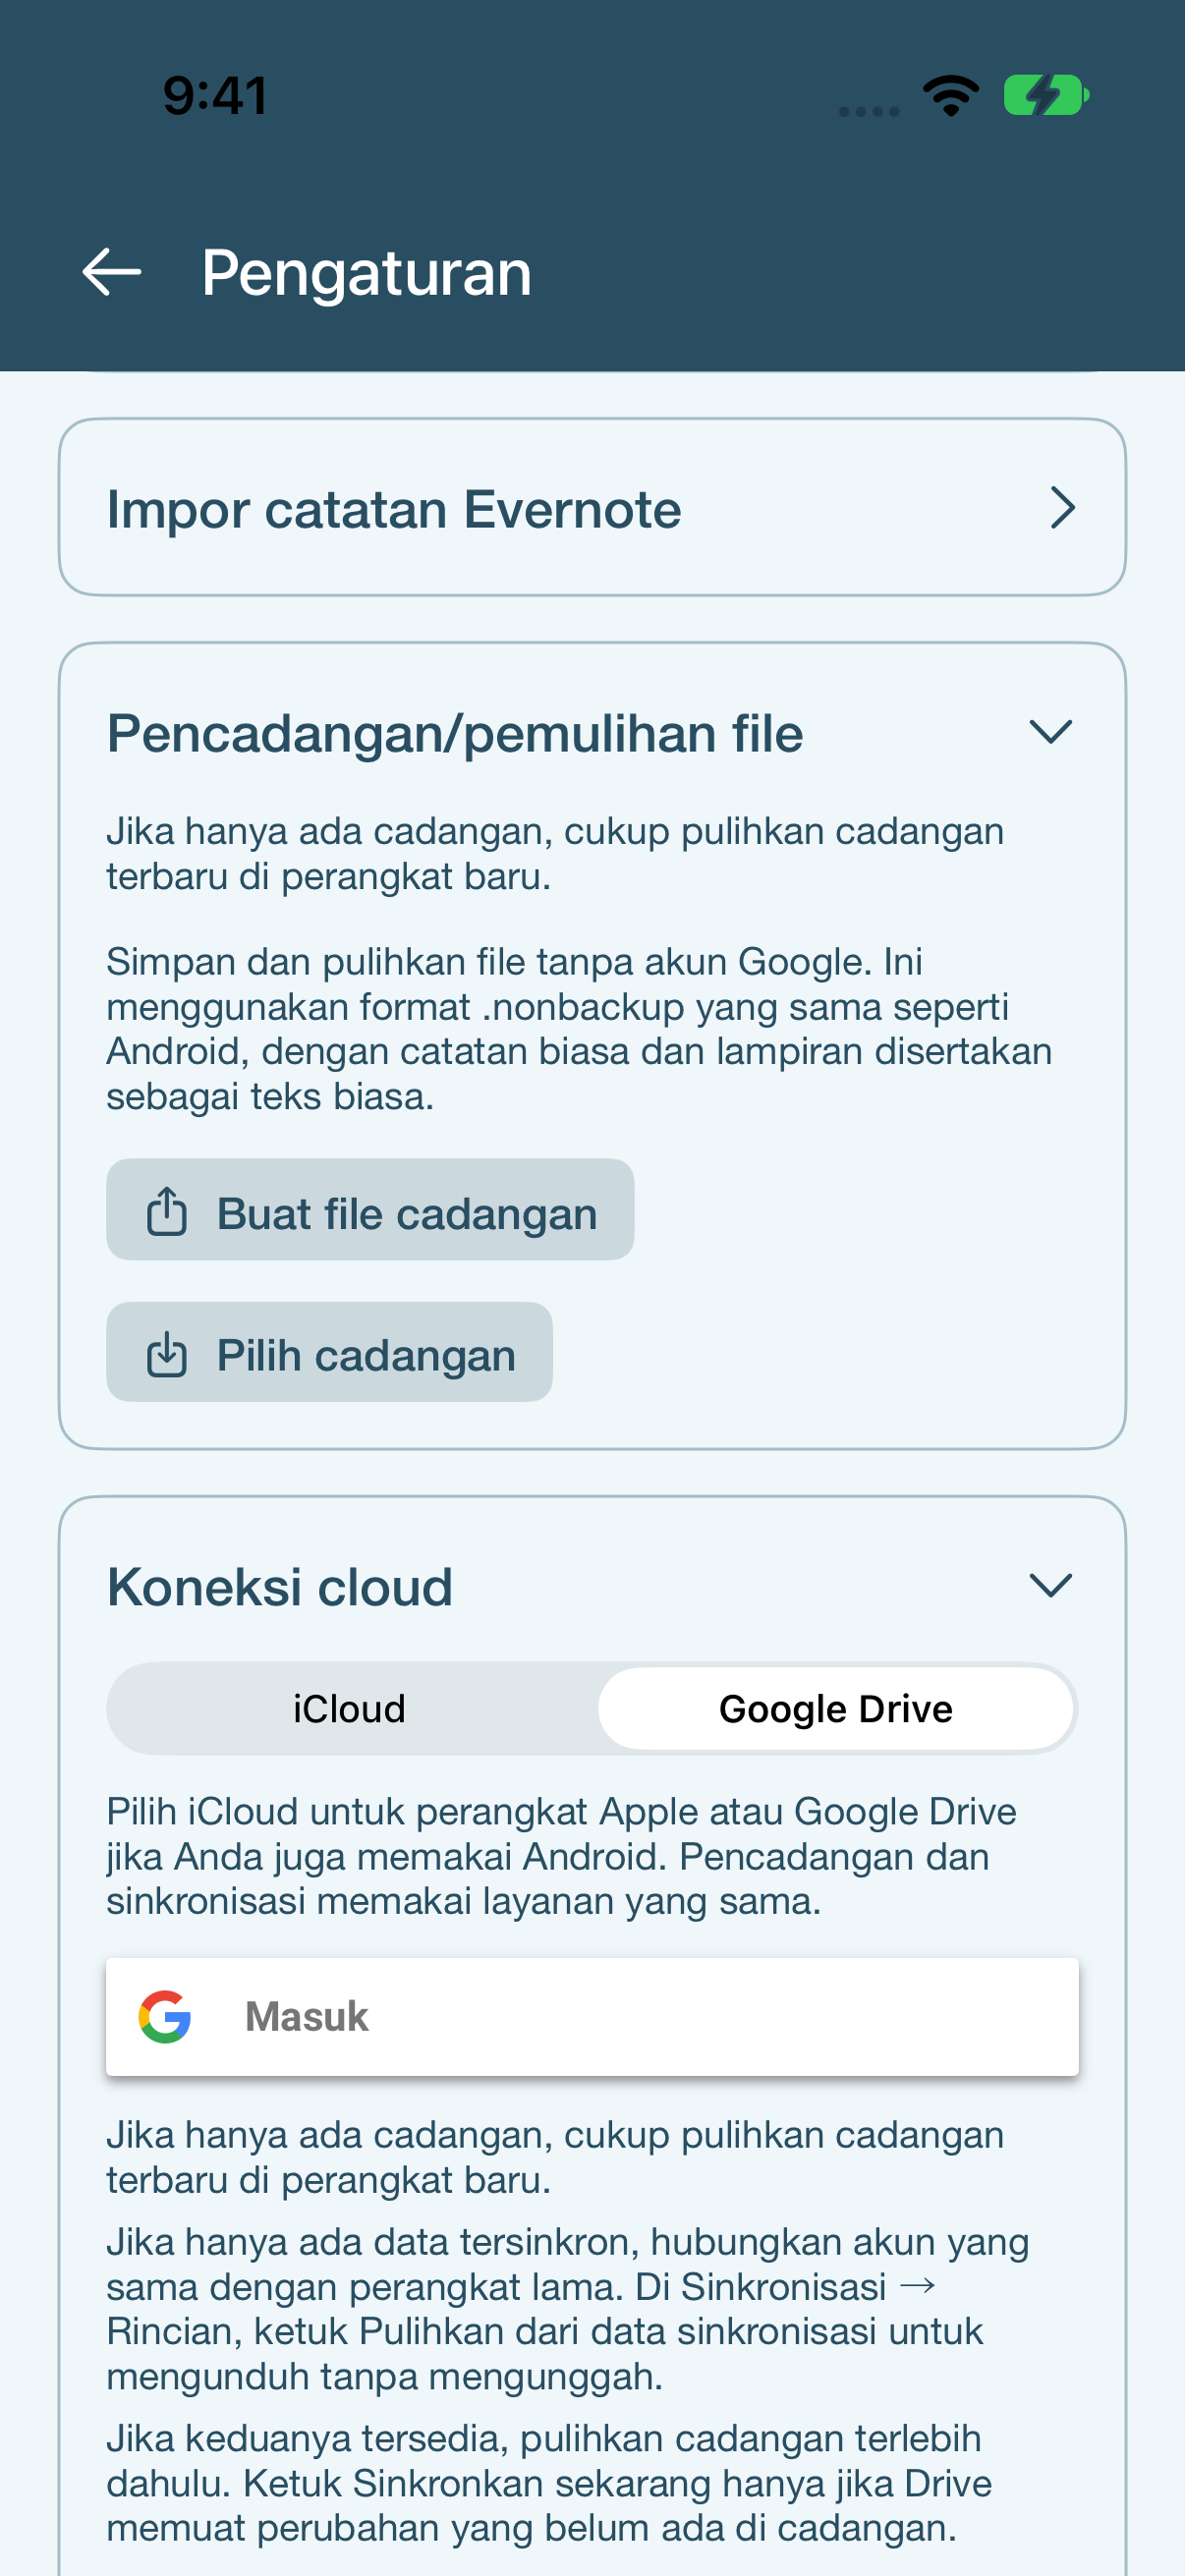 9:41
Pengaturan
Impor catatan Evernote
Pencadangan/pemulihan file
Jika hanya ada cadangan, cukup pulihkan cadangan
terbaru di perangkat baru.
Simpan dan pulihkan file tanpa akun Google. Ini
menggunakan format .nonbackup yang sama seperti
Android, dengan catatan biasa dan lampiran disertakan
sebagai teks biasa.
Buat file cadangan
Pilih cadangan
Koneksi cloud
iCloud
Google Drive
Pilih iCloud untuk perangkat Apple atau Google Drive
jika Anda juga memakai Android. Pencadangan dan
sinkronisasi memakai layanan yang sama.
Masuk
Jika hanya ada cadangan, cukup pulihkan cadangan
terbaru di perangkat baru.
Jika hanya ada data tersinkron, hubungkan akun yang
sama dengan perangkat lama. Di Sinkronisasi →
Rincian, ketuk Pulihkan dari data sinkronisasi untuk
mengunduh tanpa mengunggah.
Jika keduanya tersedia, pulihkan cadangan terlebih
dahulu. Ketuk Sinkronkan sekarang hanya jika Drive
memuat perubahan yang belum ada di cadangan.